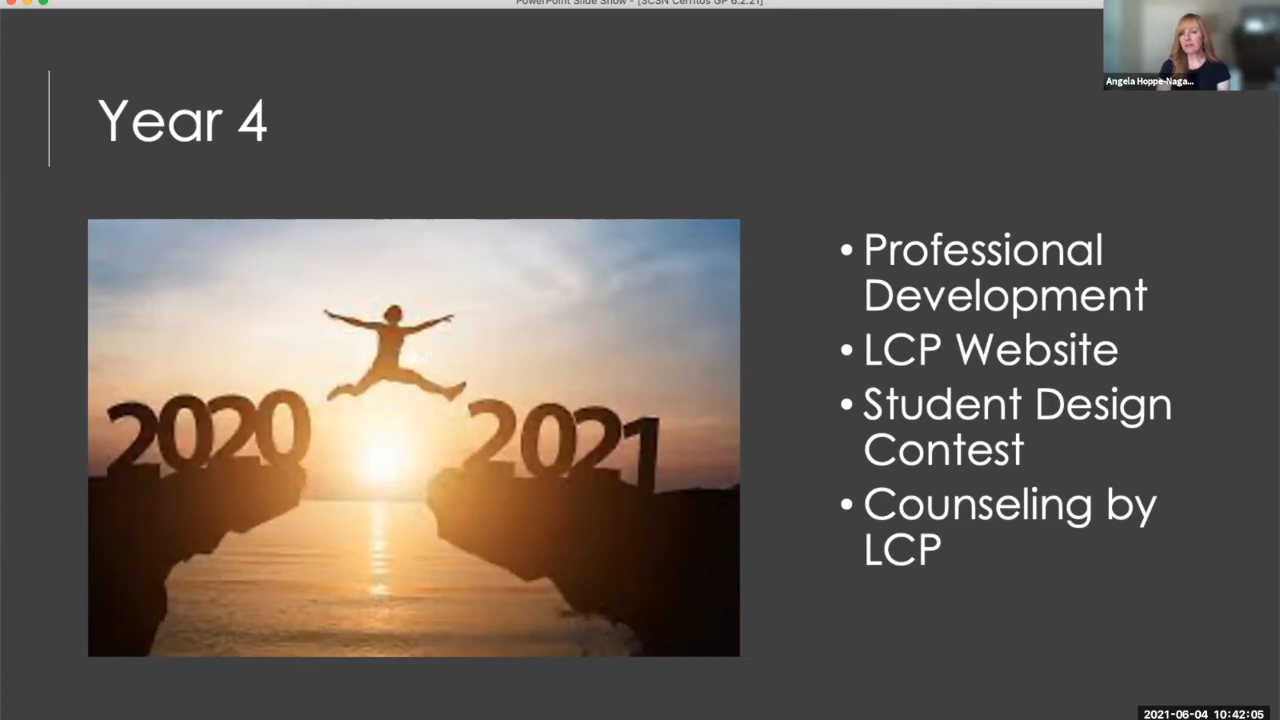 PowerPoint Slide Show - [SCSN Cerritos GP 6.2.21]
Angela Hoppe-Naga...
Year 4
2020
2021
• Professional
Development
• LCP Website
• Student Design
Contest
• Counseling by
LCP
2021-06-04 10:42:05